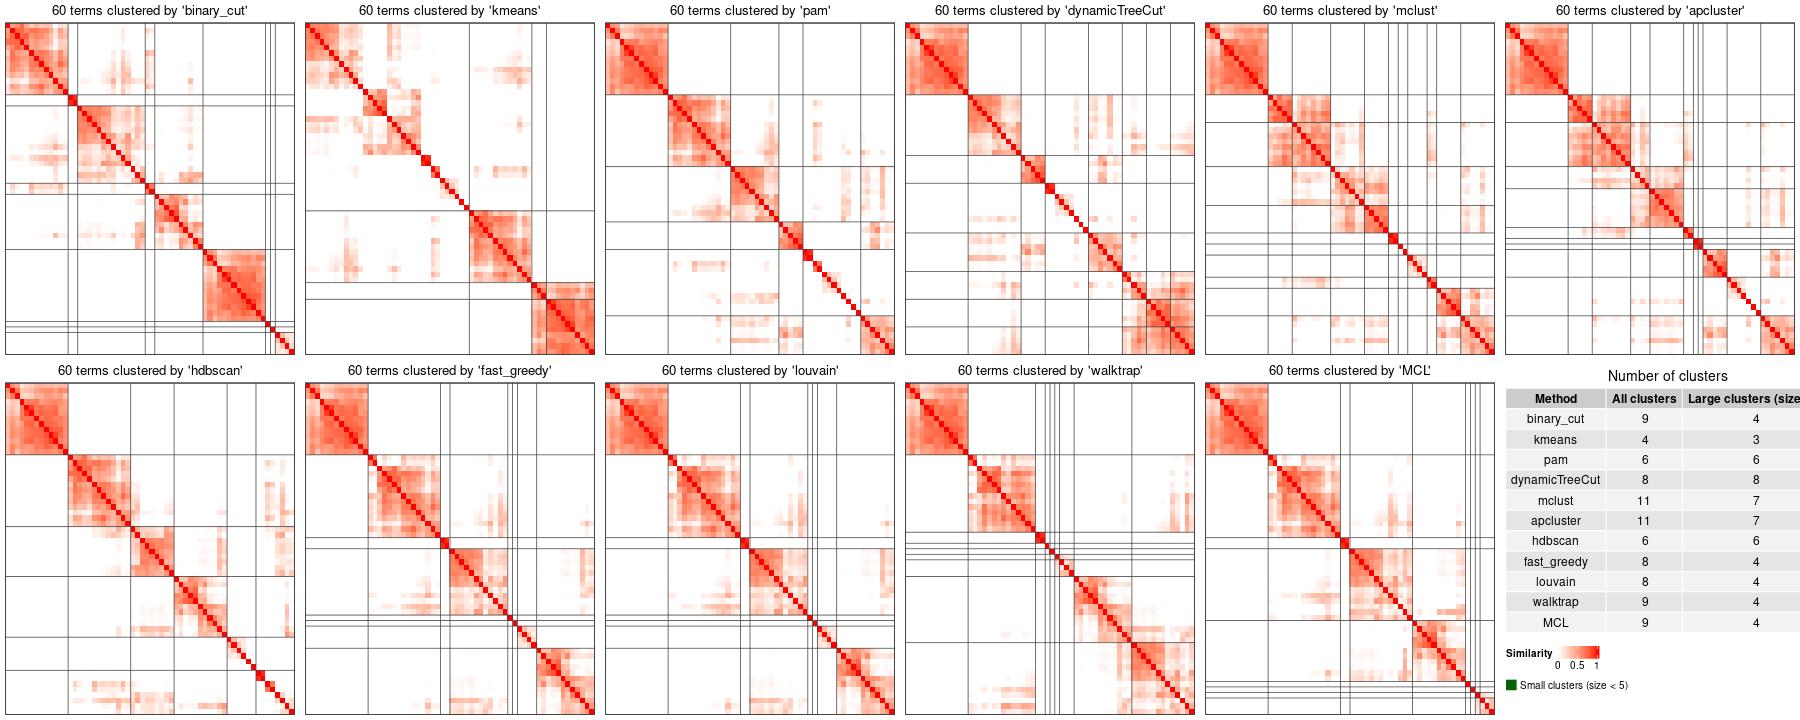 60 terms clustered by 'binary_cut'
60 terms clustered by 'kmeans'
60 terms clustered by 'pam'
60 terms clustered by 'dynamicTreeCut'
60 terms clustered by 'mclust'
60 terms clustered by 'apcluster'
60 terms clustered by 'hdbscan'
60 terms clustered by 'fast_greedy'
60 terms clustered by 'louvain'
60 terms clustered by 'walktrap'
60 terms clustered by 'MCL'
Number of clusters
Method All clusters Large clusters (size
binary_cut 9 4
kmeans 4 3
pam 6 6
dynamicTreeCut 8 8
mclust 11 7
apcluster 11 7
hdbscan 6 6
fast_greedy 8 4
louvain 8 4
walktrap 9 4
MCL 9 4
Similarity
0 0.5 1
Small clusters (size < 5)